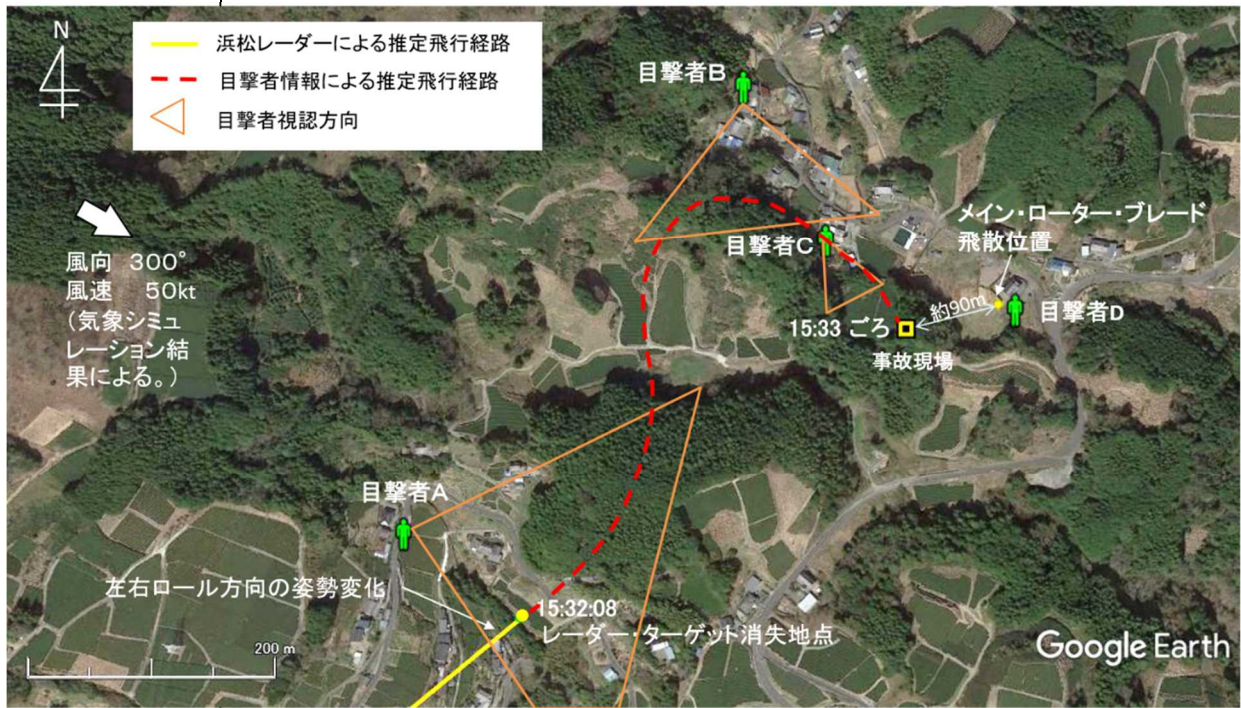 N
浜松レーダーによる推定飛行経路
目撃者情報による推定飛行経路
目撃者視認方向
目撃者B
メイン・ローター・ブレード
飛散位置
目撃者C
風向 300°
風速 50kt
(気象シミュ
レーション結
果による。)
約90m
目撃者D
15:33 ごろ
事故現場
目撃者A
左右ロール方向の姿勢変化
15:32:08
レーダー・ターゲット消失地点
200 m
Google Earth